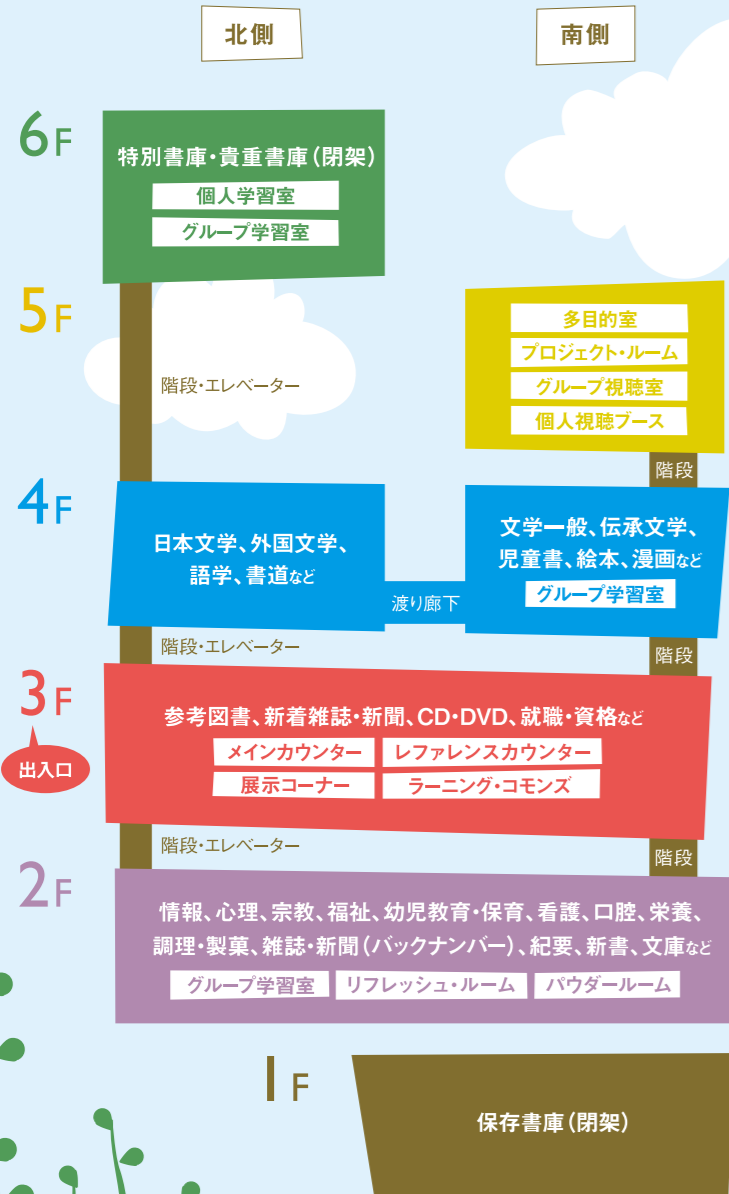 北側
南側
6F
特別書庫・貴重書庫(閉架)
個人学習室
グループ学習室
5F
階段・エレベーター
多目的室
プロジェクト・ルーム
グループ視聴室
個人視聴ブース
階段
4F
日本文学、外国文学、
語学、書道など
渡り廊下
文学一般、伝承文学、
児童書、絵本、漫画など
グループ学習室
階段・エレベーター
階段
3F
出入口
参考図書、新着雑誌・新聞、CD・DVD、就職・資格など
メインカウンター
レファレンスカウンター
展示コーナー
ラーニング・コモンズ
階段・エレベーター
階段
2F
情報、心理、宗教、福祉、幼児教育・保育、看護、口腔、栄養、
調理・製菓、雑誌・新聞(バックナンバー)、紀要、新書、文庫など
グループ学習室
リフレッシュ・ルーム
パウダールーム
1F
保存書庫(閉架)